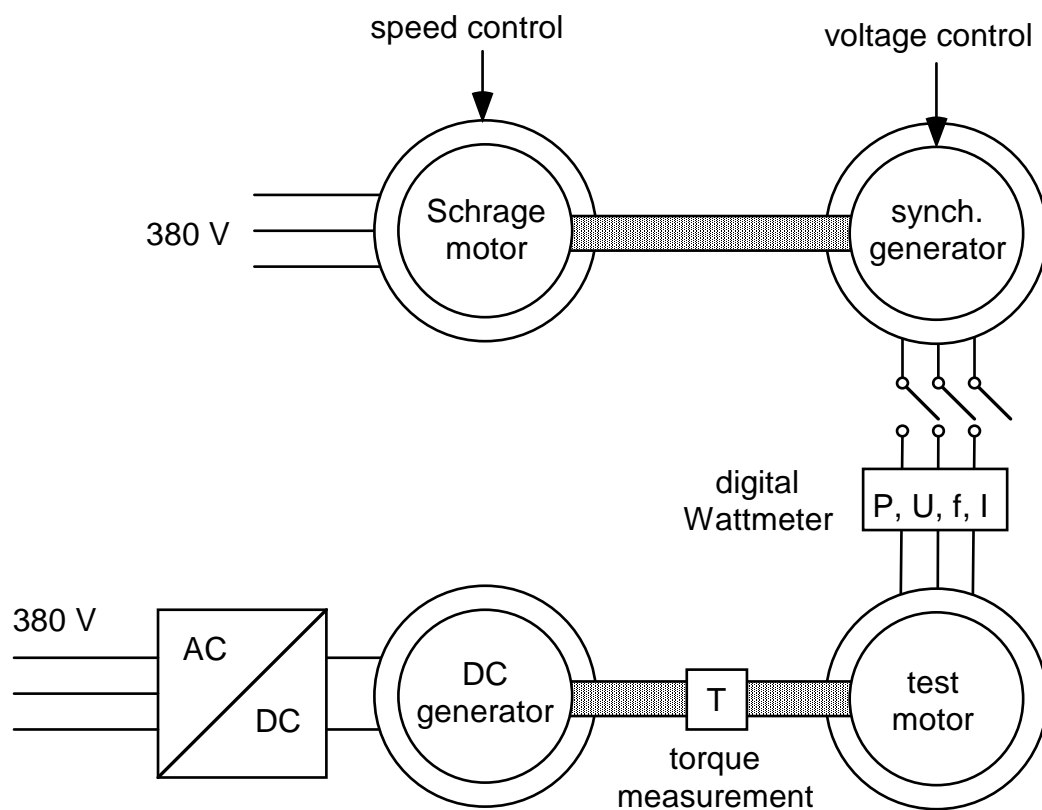 speed control
voltage control
380 V
Schrage
motor
synch.
generator
digital
Wattmeter
P, U, f, I
380 V
AC
DC
DC
generator
T
test
motor
torque
measurement